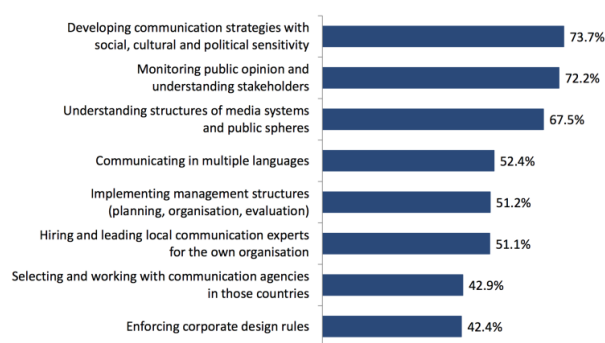 Developing communication strategies with
social, cultural and political sensitivity
73.7%
Monitoring public opinion and
understanding stakeholders
72.2%
Understanding structures of media systems
and public spheres
67.5%
Communicating in multiple languages
52.4%
Implementing management structures
(planning, organisation, evaluation)
51.2%
Hiring and leading local communication experts
for the own organisation
51.1%
Selecting and working with communication agencies
in those countries
42.9%
Enforcing corporate design rules
42.4%